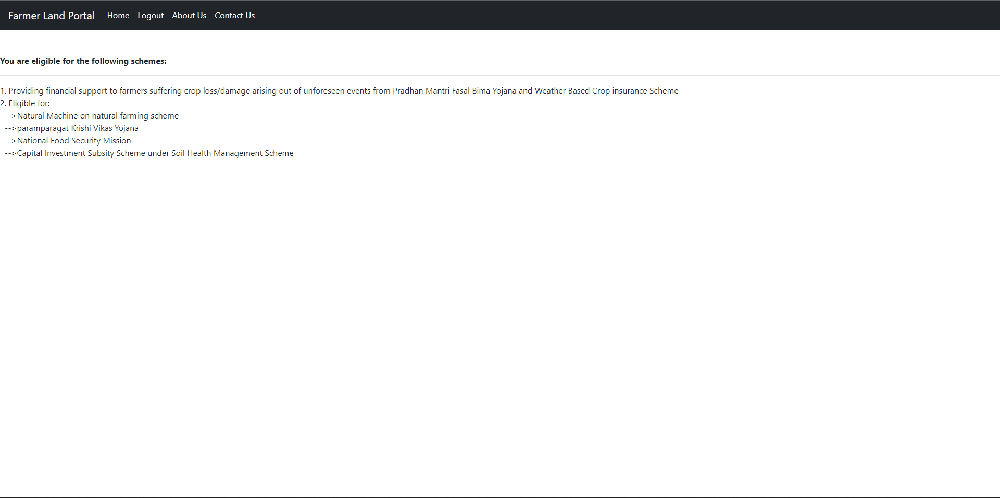 Farmer Land Portal Home Logout About Us Contact Us
You are eligible for the following schemes:
1. Providing financial support to farmers suffering crop loss/damage arising out of unforeseen events from Pradhan Mantri Fasal Bima Yojana and Weather Based Crop insurance Scheme
2. Eligible for:
-->Natural Machine on natural farming scheme
-->paramparagat Krishi Vikas Yojana
-->National Food Security Mission
-->Capital Investment Subsity Scheme under Soil Health Management Scheme